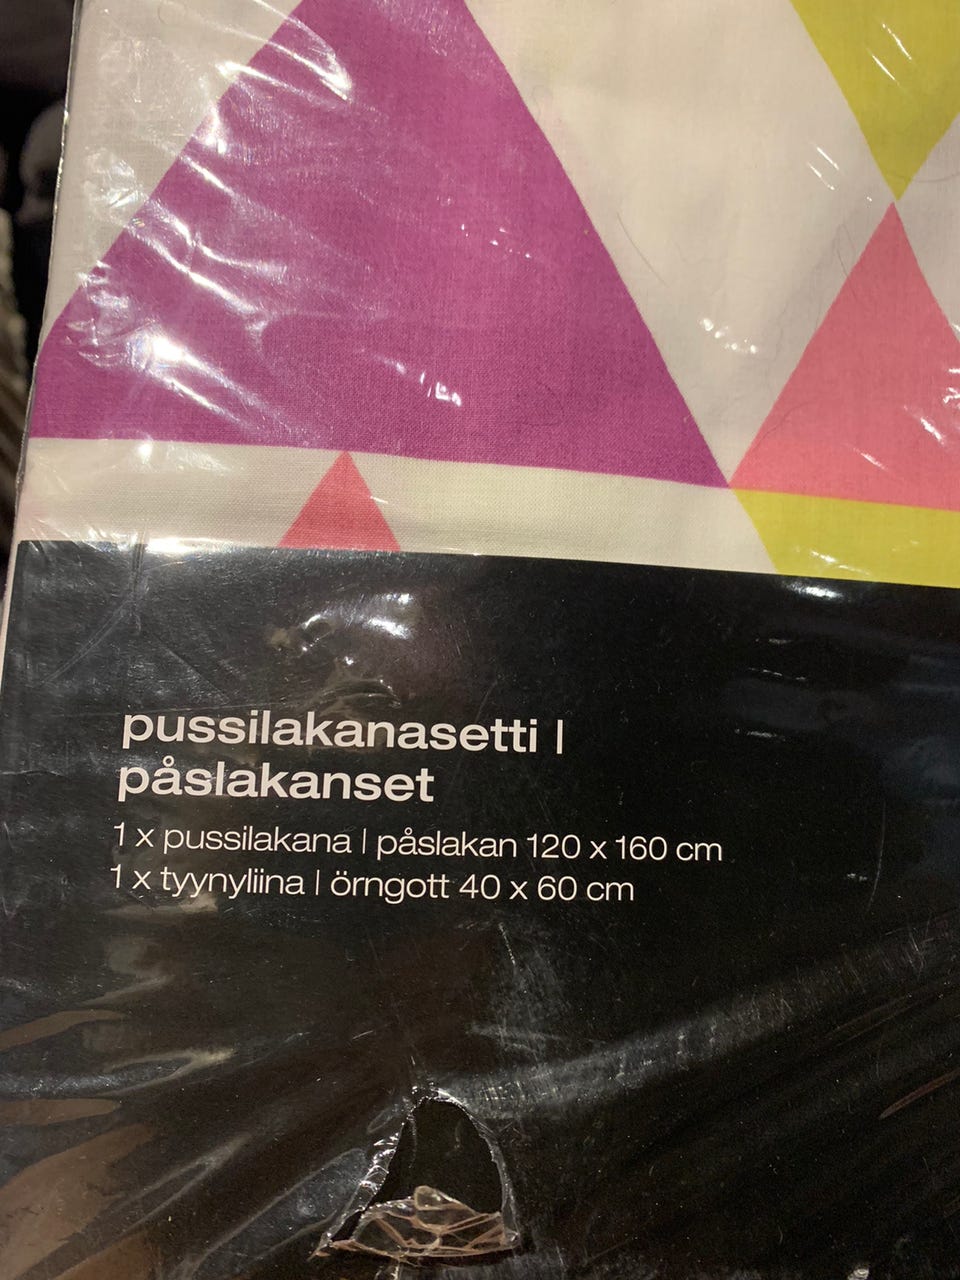 pussilakanasetti |
påslakanset
1 x pussilakana | påslakan 120 x 160 cm
1 x tyynyliina | örngott 40 x 60 cm